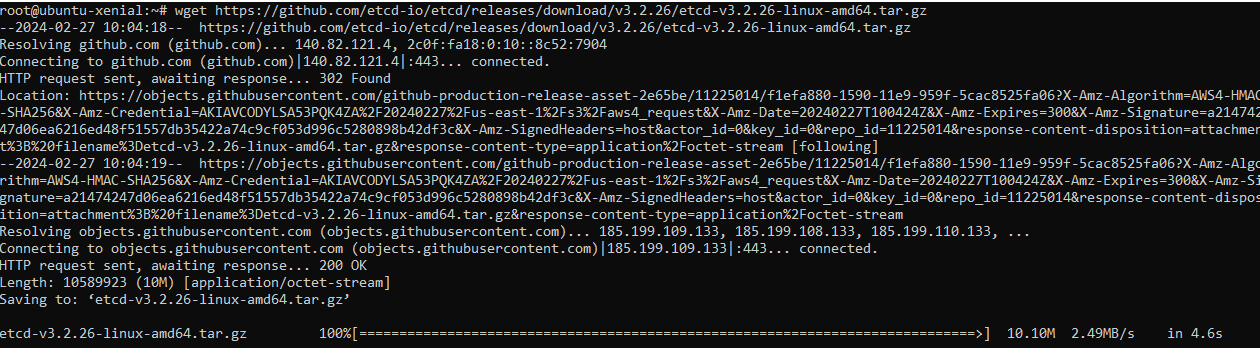 root@ubuntu-xenial:~# wget https://github.com/etcd-io/etcd/releases/download/v3.2.26/etcd-v3.2.26-linux-amd64.tar.gz
--2024-02-27 10:04:18--  https://github.com/etcd-io/etcd/releases/download/v3.2.26/etcd-v3.2.26-linux-amd64.tar.gz
Resolving github.com (github.com)... 140.82.121.4, 2c0f:fa18:0:10::8c52:7904
Connecting to github.com (github.com)|140.82.121.4|:443... connected.
HTTP request sent, awaiting response... 302 Found
Location: https://objects.githubusercontent.com/github-production-release-asset-2e65be/11225014/f1efa880-1590-11e9-959f-5cac8525fa06?X-Amz-Algorithm=AWS4-HMAC
-SHA256&X-Amz-Credential=AKIAVCODYLSA53PQK4ZA%2F20240227%2Fus-east-1%2Fs3%2Faws4_request&X-Amz-Date=20240227T100424Z&X-Amz-Expires=300&X-Amz-Signature=a214742
47d06ea6216ed48f51557db35422a74c9cf053d996c5280898b42df3c&X-Amz-SignedHeaders=host&actor_id=0&key_id=0&repo_id=11225014&response-content-disposition=attachmen
t%3B%20filename%3Detcd-v3.2.26-linux-amd64.tar.gz&response-content-type=application%2Foctet-stream [following]
--2024-02-27 10:04:19--  https://objects.githubusercontent.com/github-production-release-asset-2e65be/11225014/f1efa880-1590-11e9-959f-5cac8525fa06?X-Amz-Algo
rithm=AWS4-HMAC-SHA256&X-Amz-Credential=AKIAVCODYLSA53PQK4ZA%2F20240227%2Fus-east-1%2Fs3%2Faws4_request&X-Amz-Date=20240227T100424Z&X-Amz-Expires=300&X-Amz-Si
gnature=a21474247d06ea6216ed48f51557db35422a74c9cf053d996c5280898b42df3c&X-Amz-SignedHeaders=host&actor_id=0&key_id=0&repo_id=11225014&response-content-dispos
ition=attachment%3B%20filename%3Detcd-v3.2.26-linux-amd64.tar.gz&response-content-type=application%2Foctet-stream
Resolving objects.githubusercontent.com (objects.githubusercontent.com)... 185.199.109.133, 185.199.108.133, 185.199.110.133, ...
Connecting to objects.githubusercontent.com (objects.githubusercontent.com)|185.199.109.133|:443... connected.
HTTP request sent, awaiting response... 200 OK
Length: 10589923 (10M) [application/octet-stream]
Saving to: ‘etcd-v3.2.26-linux-amd64.tar.gz’
etcd-v3.2.26-linux-amd64.tar.gz         100%[=============================================================================>]  10.10M  2.49MB/s    in 4.6s